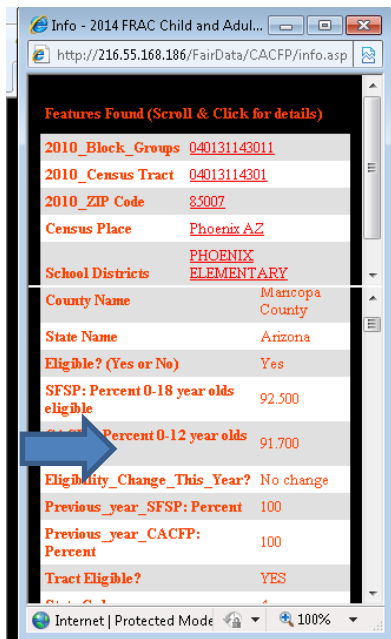 Info - 2014 FRAC Child and Adul...
http://216.55.168.186/FairData/CACFP/info.asp
Features Found (Scroll & Click for details)
2010_Block_Groups 040131143011
2010_Census Tract 04013114301
2010_ZIP Code 85007
Census Place Phoenix AZ
School Districts PHOENIX
ELEMENTARY
County Name Maricopa
County
State Name Arizona
Eligible? (Yes or No) Yes
SFSP: Percent 0-18 year olds
eligible 92.500
Percent 0-12 year olds
91.700
Eligibility_Change_This_Year? No change
Previous_year_SFSP: Percent 100
Previous_year_CACFP:
Percent 100
Tract Eligible? YES
Internet | Protected Mode 100%